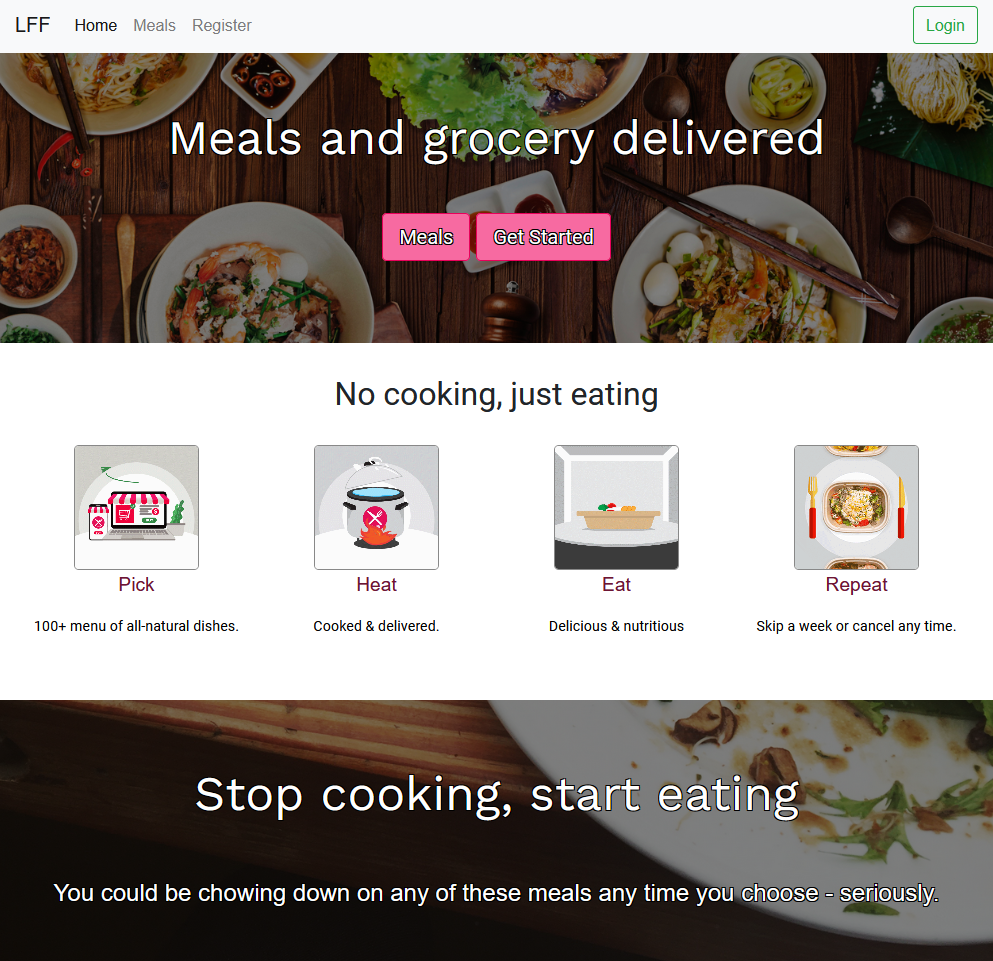 LFF Home Meals Register Login
Meals and grocery delivered
Meals Get Started
No cooking, just eating
Pick Heat Eat Repeat
100+ menu of all-natural dishes. Cooked & delivered. Delicious & nutritious Skip a week or cancel any time.
Stop cooking, start eating
You could be chowing down on any of these meals any time you choose - seriously.